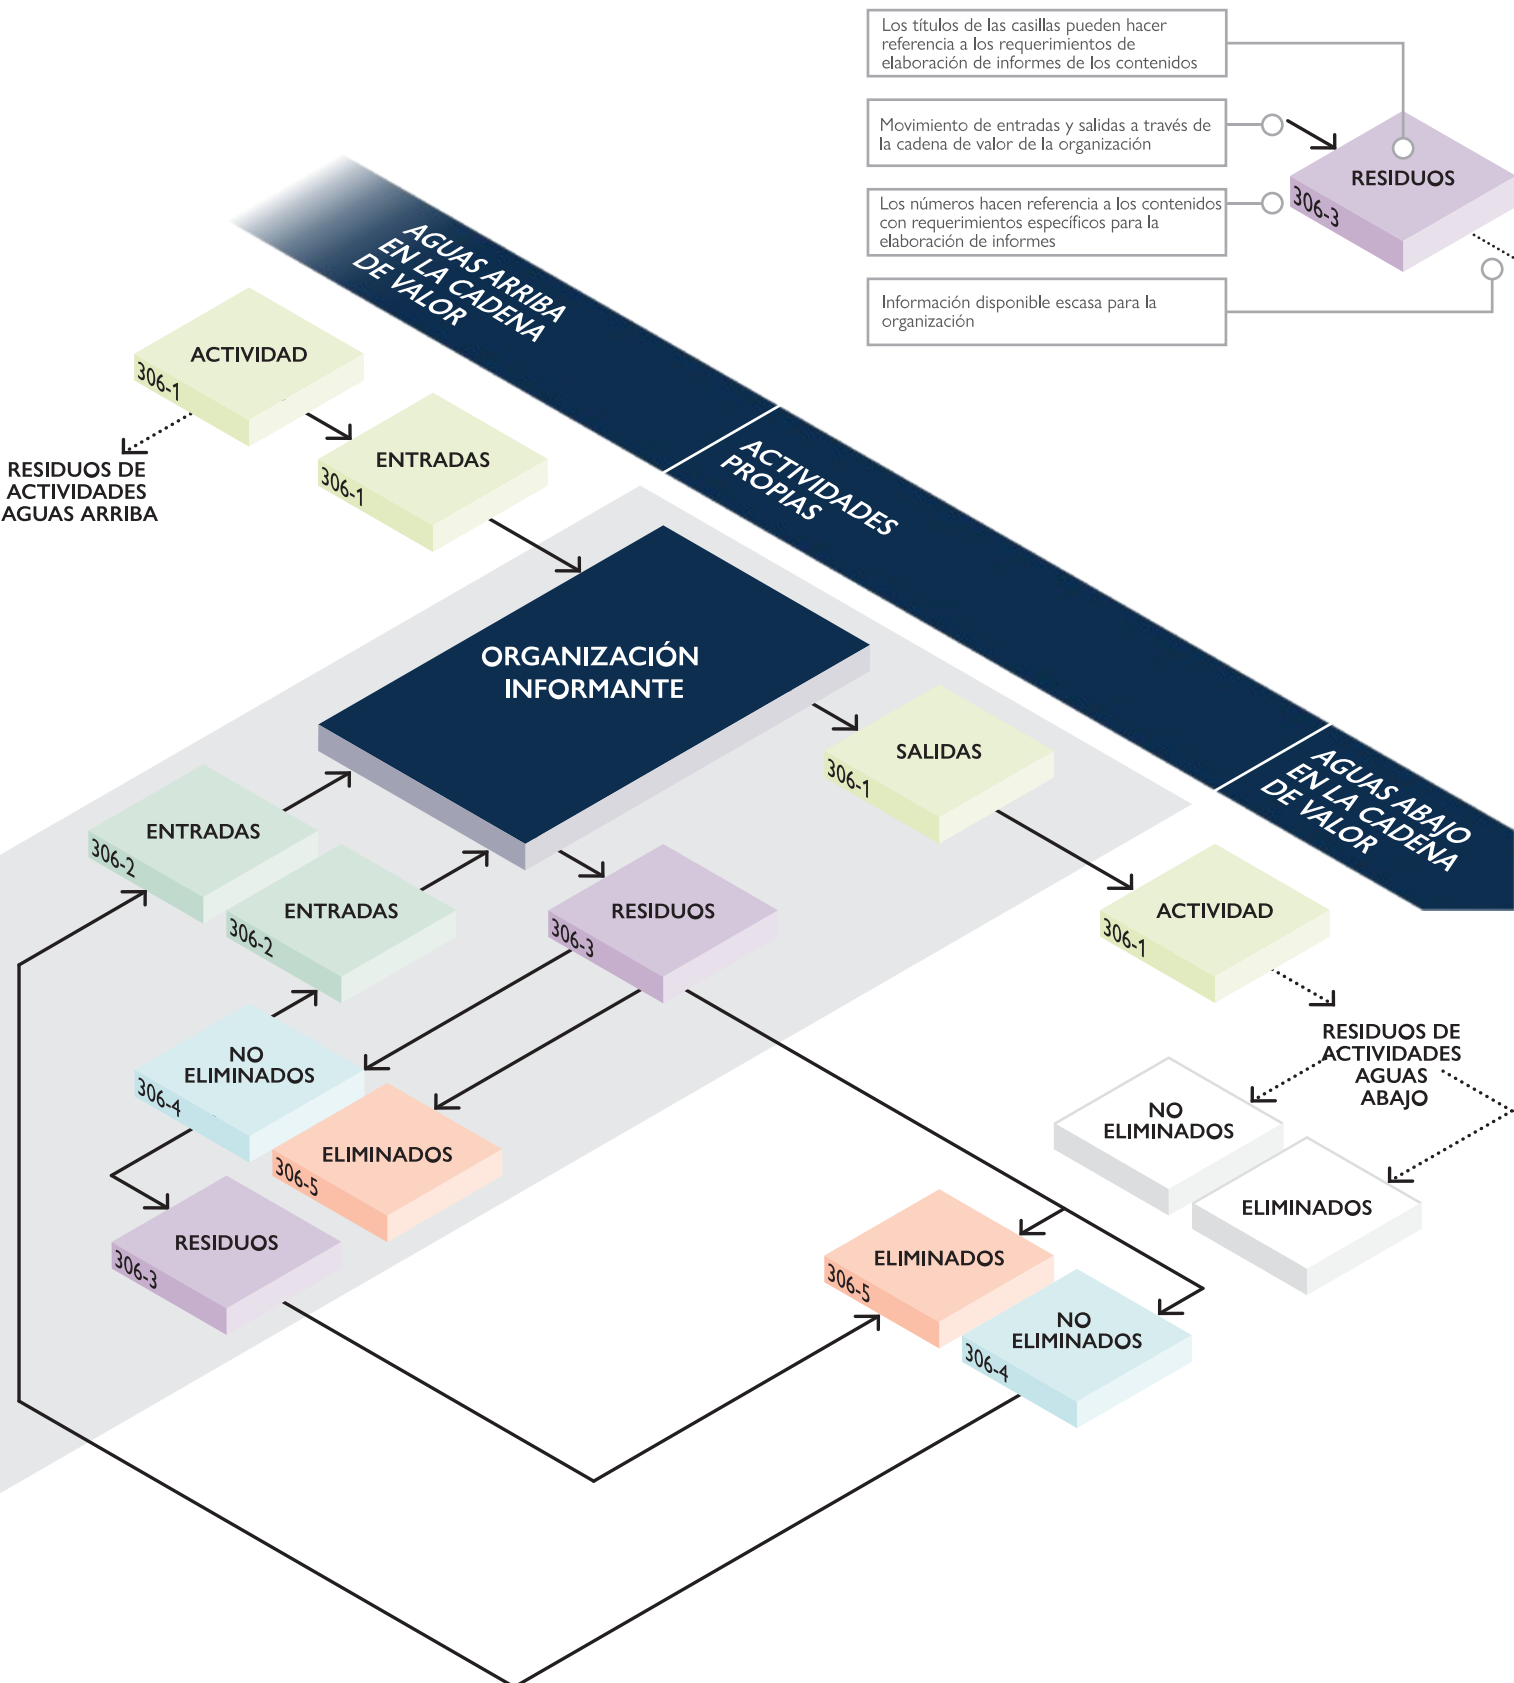 Los títulos de las casillas pueden hacer
referencia a los requerimientos de
elaboración de informes de los contenidos
Movimiento de entradas y salidas a través de
la cadena de valor de la organización
Los números hacen referencia a los contenidos
con requerimientos específicos para la
elaboración de informes
Información disponible escasa para la
organización
RESIDUOS
306-3
AGUAS ARRIBA
EN LA CADENA
DE VALOR
ACTIVIDAD
306-1
RESIDUOS DE
ACTIVIDADES
AGUAS ARRIBA
ENTRADAS
306-1
ACTIVIDADES
PROPIAS
ORGANIZACIÓN
INFORMANTE
SALIDAS
306-1
AGUAS ABAJO
EN LA CADENA
DE VALOR
ENTRADAS
306-2
ENTRADAS
306-2
RESIDUOS
306-3
ACTIVIDAD
306-1
NO
ELIMINADOS
306-4
ELIMINADOS
306-5
RESIDUOS
306-3
RESIDUOS DE
ACTIVIDADES
AGUAS
ABAJO
NO
ELIMINADOS
ELIMINADOS
ELIMINADOS
306-5
NO
ELIMINADOS
306-4